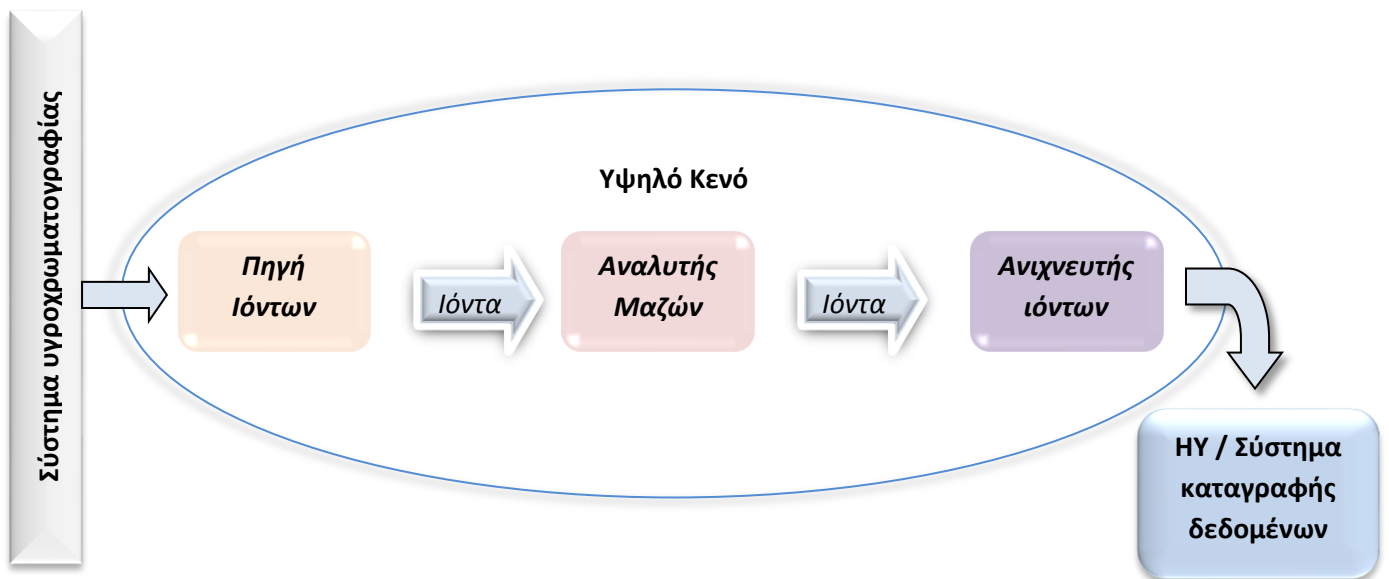 Σύστημα υγροχρωματογραφίας
Υψηλό Κενό
Πηγή
Ιόντων
Ιόντα
Αναλυτής
Μαζών
Ιόντα
Ανιχνευτής
ιόντων
ΗΥ / Σύστημα
καταγραφής
δεδομένων